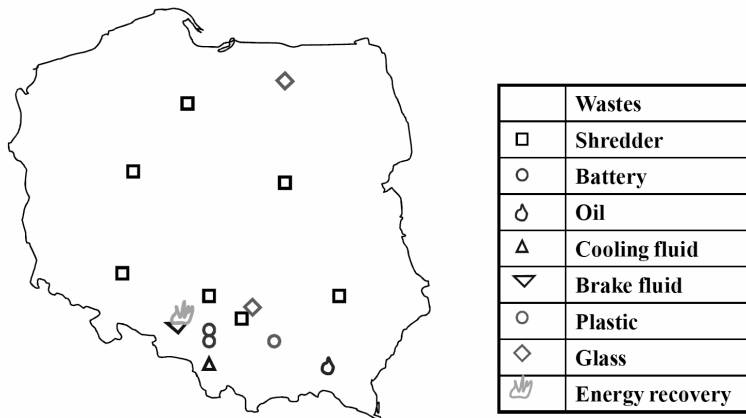 Wastes
Shredder
Battery
Oil
Cooling fluid
Brake fluid
Plastic
Glass
Energy recovery